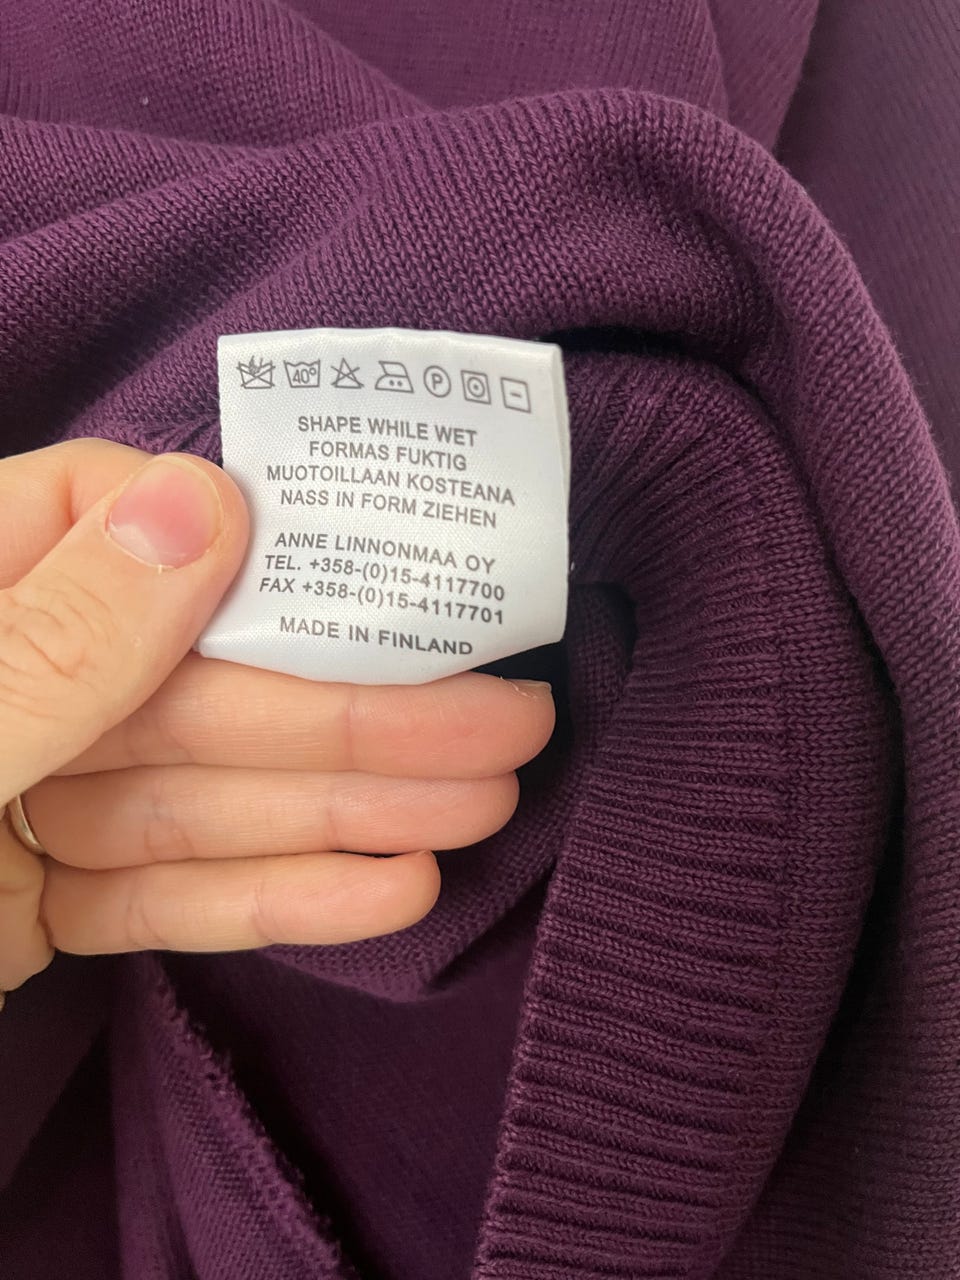 40°
P
SHAPE WHILE WET
FORMAS FUKTIG
MUOTOILLAAN KOSTEANA
NASS IN FORM ZIEHEN
ANNE LINNONMAA OY
TEL. +358-(0)15-4117700
FAX +358-(0)15-4117701
MADE IN FINLAND